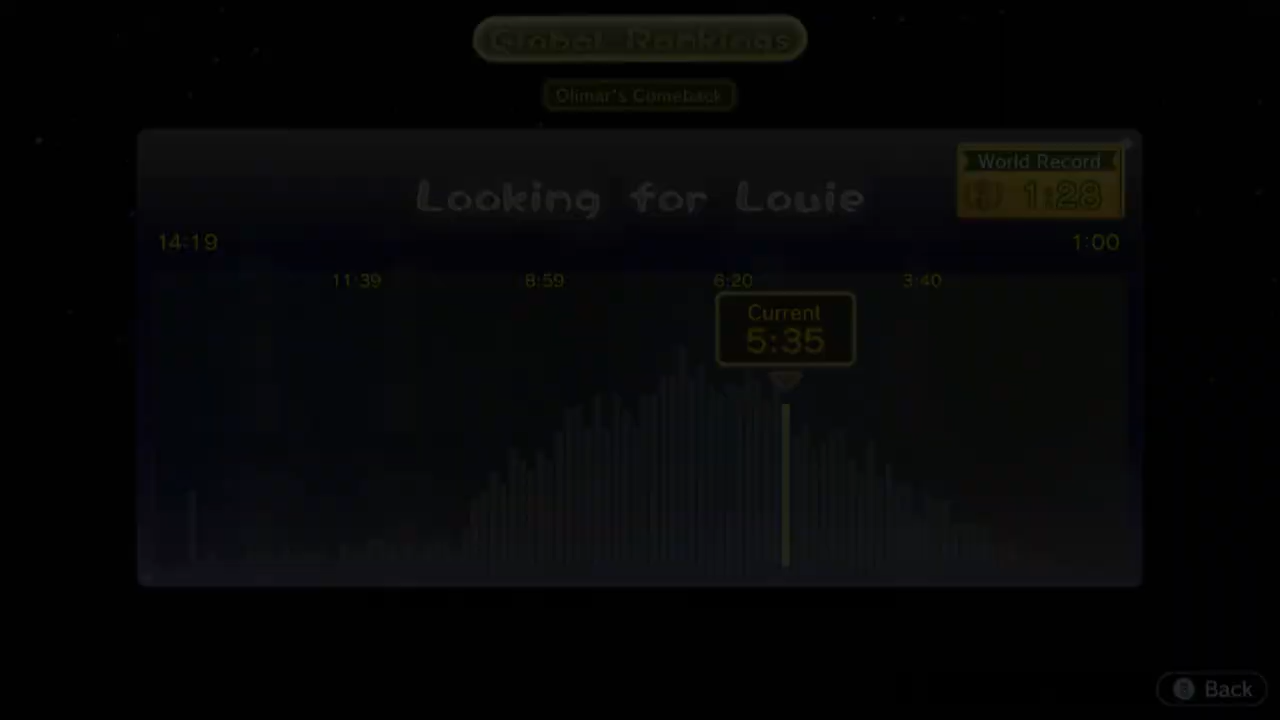 Global Rankings
Olimar's Comeback
World Record
1:28
Looking for Louie
14:19
1:00
11:39
8:59
6:20
3:40
Current
5:35
B Back